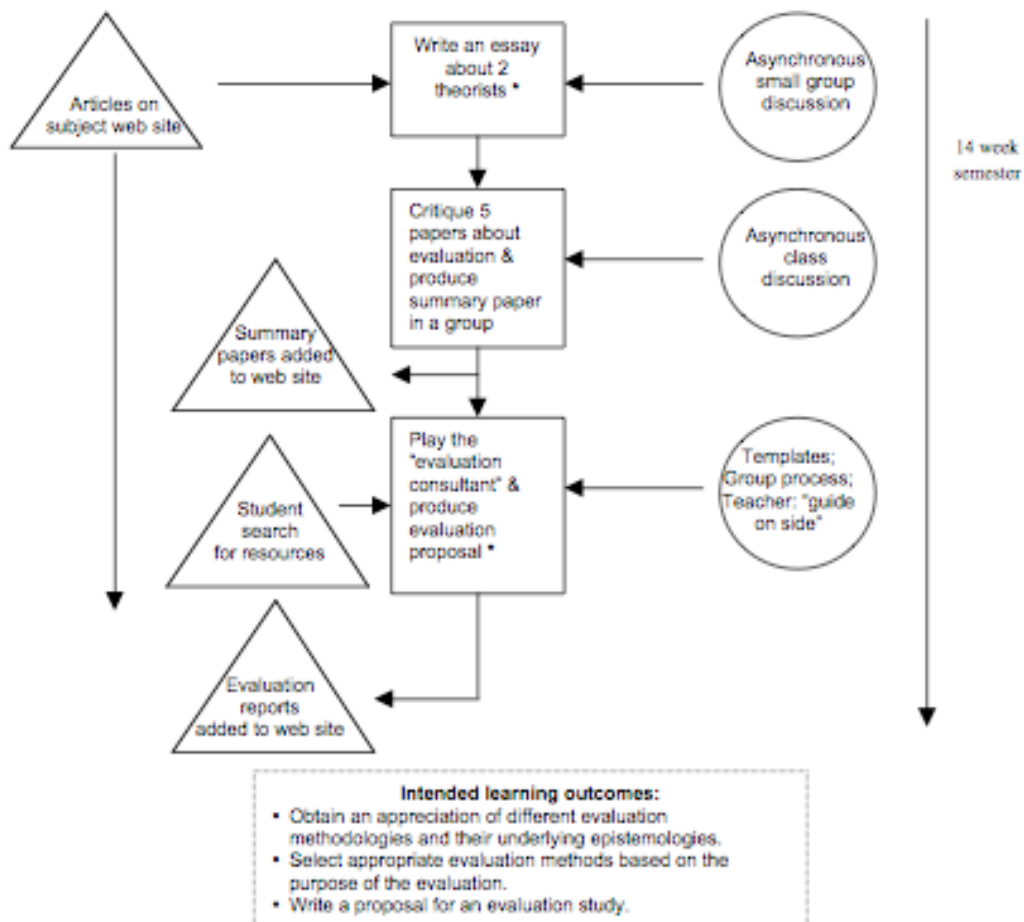 Write an essay
about 2
theorists *
Asynchronous
small group
discussion
Articles on
subject web site
14 week
semester
Critique 5
papers about
evaluation &
produce
summary paper
in a group
Asynchronous
class
discussion
Summary
papers added
to web site
Play the
"evaluation
consultant" &
produce
evaluation
proposal *
Templates;
Group process;
Teacher: "guide
on side"
Student
search
for resources
Evaluation
reports
added to web site
Intended learning outcomes:
• Obtain an appreciation of different evaluation
methodologies and their underlying epistemologies.
• Select appropriate evaluation methods based on the
purpose of the evaluation.
• Write a proposal for an evaluation study.